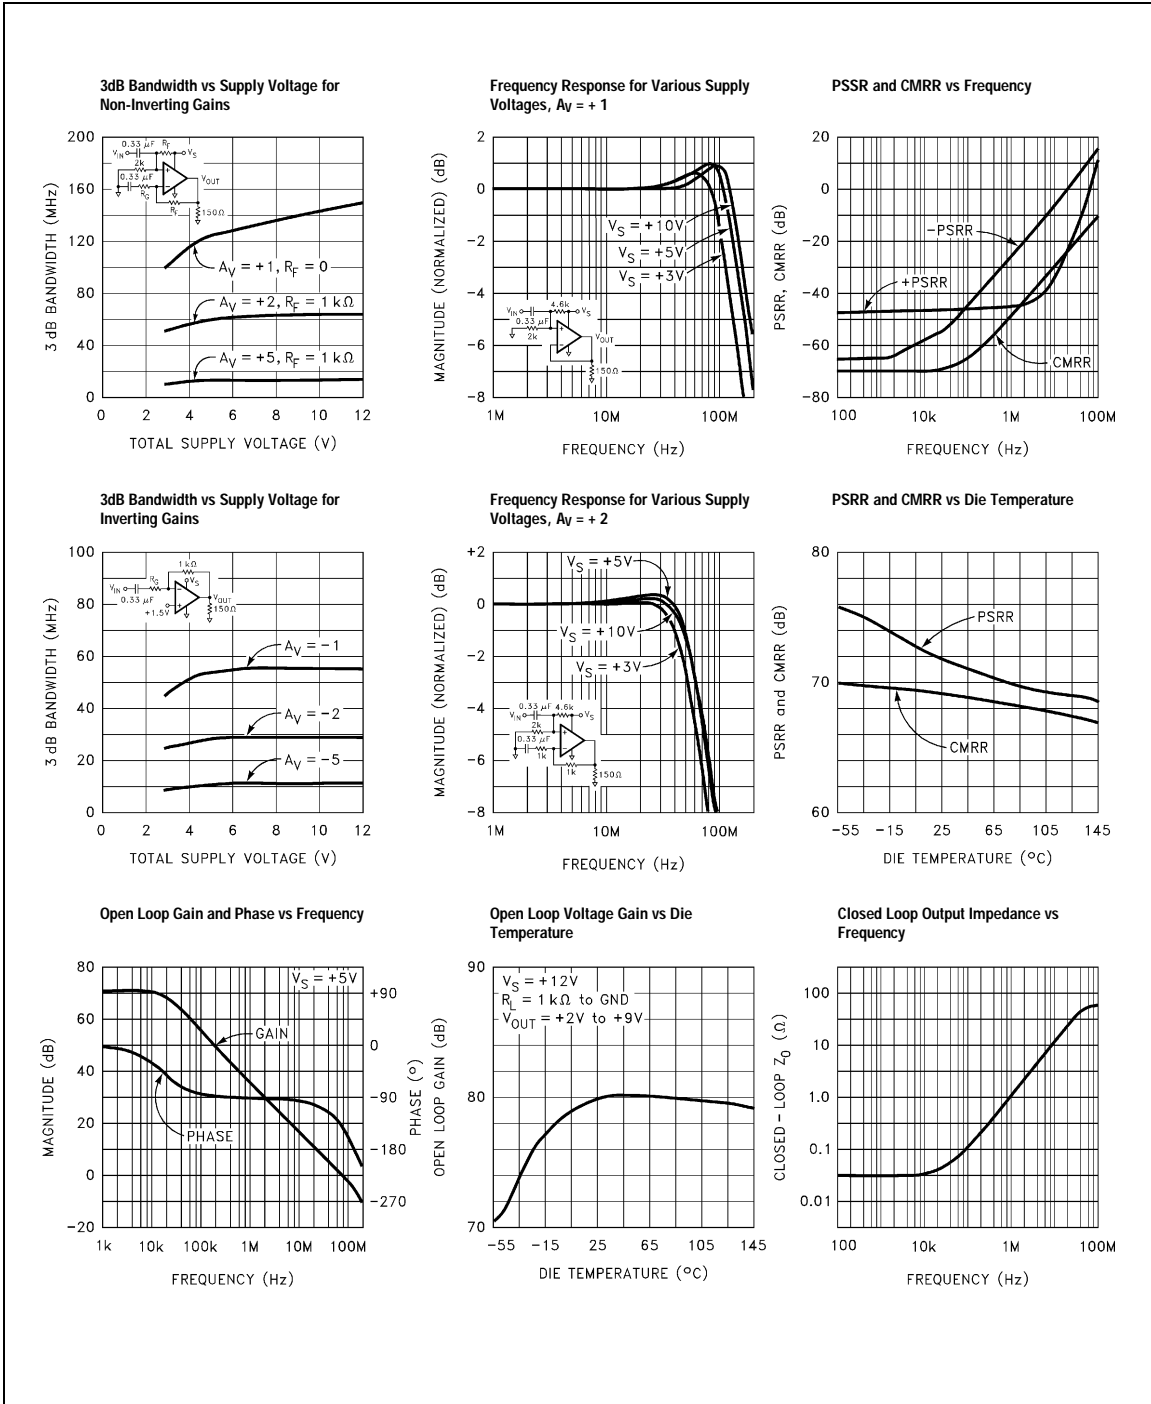 3dB Bandwidth vs Supply Voltage for
Non-Inverting Gains
200
160
120
80
40
0
0 2 4 6 8 10 12
3 dB BANDWIDTH (MHz)
TOTAL SUPPLY VOLTAGE (V)
0.33 µF
R_F
V_IN
V_S
2k
0.33 µF
V_OUT
R_G
R_F
150Ω
A_V = +1, R_F = 0
A_V = +2, R_F = 1 kΩ
A_V = +5, R_F = 1 kΩ
Frequency Response for Various Supply
Voltages, A_V = + 1
2
0
-2
-4
-6
-8
1M 10M 100M
MAGNITUDE (NORMALIZED) (dB)
FREQUENCY (Hz)
V_S = +10V
V_S = +5V
V_S = +3V
4.6k
V_IN
V_S
0.33 µF
2k
V_OUT
150Ω
PSSR and CMRR vs Frequency
20
0
-20
-40
-60
-80
100 10k 1M 100M
PSRR, CMRR (dB)
FREQUENCY (Hz)
-PSRR
+PSRR
CMRR
3dB Bandwidth vs Supply Voltage for
Inverting Gains
100
80
60
40
20
0
0 2 4 6 8 10 12
3 dB BANDWIDTH (MHz)
TOTAL SUPPLY VOLTAGE (V)
1kΩ
V_IN
R_G
V_S
0.33 µF
V_OUT
+1.5V
150Ω
A_V = -1
A_V = -2
A_V = -5
Frequency Response for Various Supply
Voltages, A_V = + 2
+2
0
-2
-4
-6
-8
1M 10M 100M
MAGNITUDE (NORMALIZED) (dB)
FREQUENCY (Hz)
V_S = +5V
V_S = +10V
V_S = +3V
0.33 µF 4.6k
V_IN
V_S
2k
0.33 µF
V_OUT
1k
1k
150Ω
PSRR and CMRR vs Die Temperature
80
70
60
-55 -15 25 65 105 145
PSRR and CMRR (dB)
DIE TEMPERATURE (°C)
PSRR
CMRR
Open Loop Gain and Phase vs Frequency
80
60
40
20
0
-20
1k 10k 100k 1M 10M 100M
MAGNITUDE (dB)
FREQUENCY (Hz)
V_S = +5V
+90
0
-90
-180
-270
PHASE (°)
GAIN
PHASE
Open Loop Voltage Gain vs Die
Temperature
90
80
70
-55 -15 25 65 105 145
OPEN LOOP GAIN (dB)
DIE TEMPERATURE (°C)
V_S = +12V
R_L = 1 kΩ to GND
V_OUT = +2V to +9V
Closed Loop Output Impedance vs
Frequency
100
10
1.0
0.1
0.01
100 10k 1M 100M
CLOSED-LOOP Z_O (Ω)
FREQUENCY (Hz)